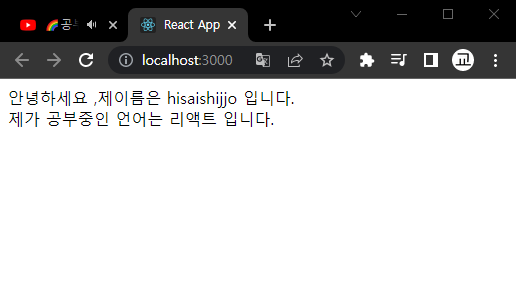 공
React App
localhost:3000
교
안녕하세요 ,제이름은 hisaishijjo 입니다.
제가 공부중인 언어는 리액트 입니다.